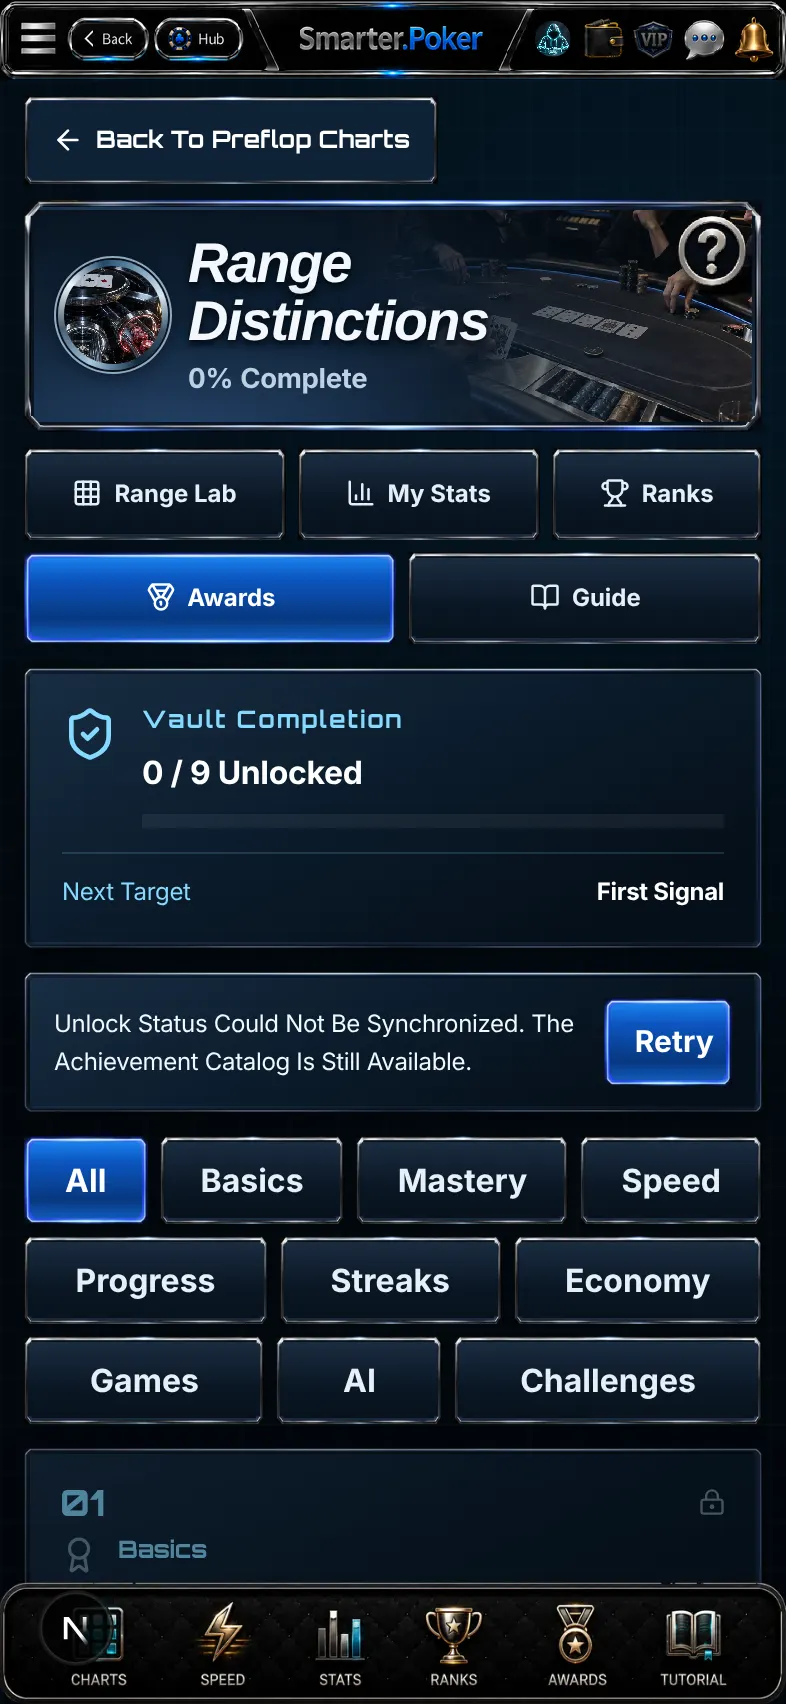 Back
Hub
Smarter.Poker
VIP
Back To Preflop Charts
Range
Distinctions
0% Complete
?
Range Lab
My Stats
Ranks
Awards
Guide
Vault Completion
0 / 9 Unlocked
Next Target
First Signal
Unlock Status Could Not Be Synchronized. The
Achievement Catalog Is Still Available.
Retry
All
Basics
Mastery
Speed
Progress
Streaks
Economy
Games
AI
Challenges
01
Basics
N
CHARTS
SPEED
STATS
RANKS
AWARDS
TUTORIAL